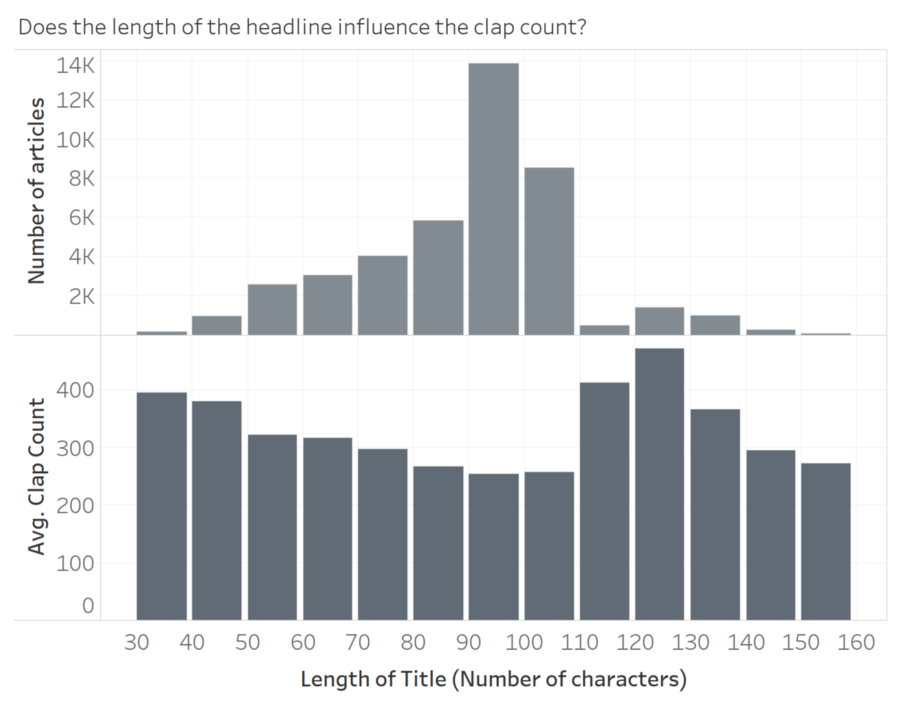 Does the length of the headline influence the clap count?
Number of articles
14K
12K
10K
8K
6K
4K
2K
Avg. Clap Count
400
300
200
100
0
30 40 50 60 70 80 90 100 110 120 130 140 150 160
Length of Title (Number of characters)